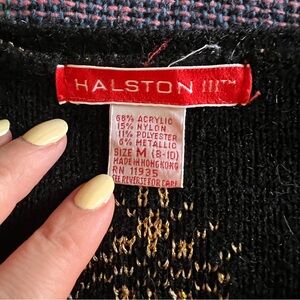 HALSTON III™
68% ACRYLIC
15% NYLON
11% POLYESTER
6% METALLIC
SIZE M (8-10)
MADE IN HONG KONG
RN 11935
SEE REVERSE FOR CARE